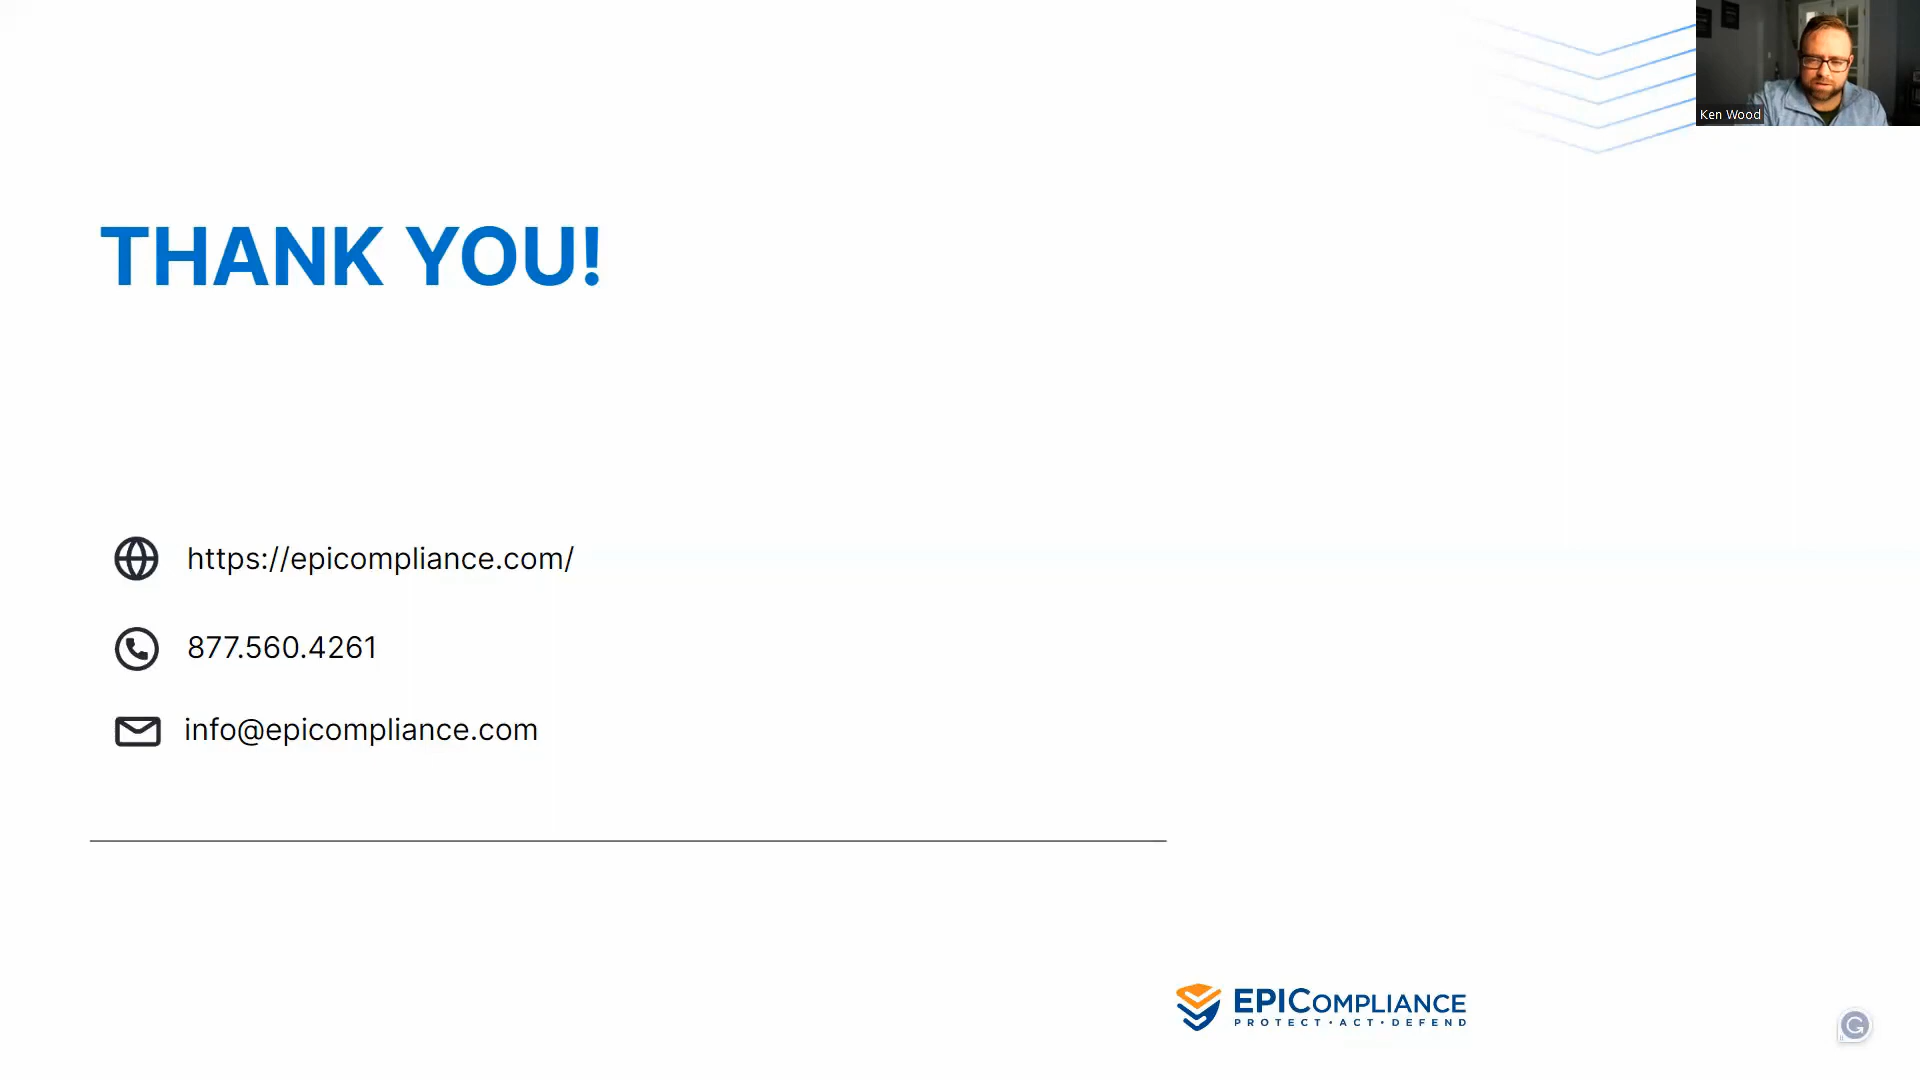 Ken Wood
THANK YOU!
https://epicompliance.com/
877.560.4261
info@epicompliance.com
EPICOMPLIANCE
PROTECT • ACT • DEFEND